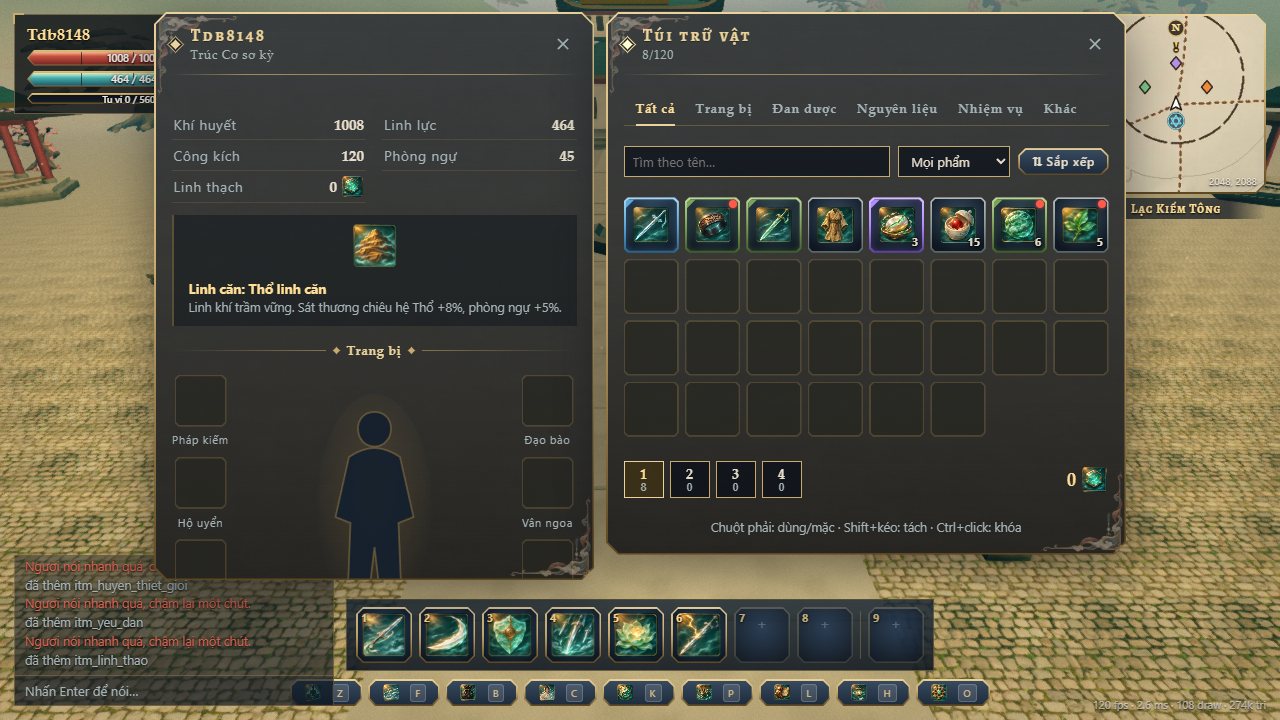 Tdb8148
1008 / 100
464 / 464
Tu vi 0 / 560
Tdb8148
Trúc Cơ sơ kỳ
Khí huyết 1008
Linh lực 464
Công kích 120
Phòng ngự 45
Linh thạch 0
Linh căn: Thổ linh căn
Linh khí trầm vững. Sát thương chiêu hệ Thổ +8%, phòng ngự +5%.
Trang bị
Pháp kiếm
Đạo bào
Hộ uyển
Vân ngoa
Túi trữ vật
8/120
Tất cả Trang bị Đan dược Nguyên liệu Nhiệm vụ Khác
Tìm theo tên...
Mọi phẩm
Sắp xếp
3 15 6 5
1 2 3 4
8 0 0 0
0
Chuột phải: dùng/mặc · Shift+kéo: tách · Ctrl+click: khóa
N
2048, 2088
Lạc Kiếm Tông
Ngươi nói nhanh quá, c
đã thêm itm_huyen_thiet_gioi
Ngươi nói nhanh quá, chậm lại một chút.
đã thêm itm_yeu_dan
Ngươi nói nhanh quá, chậm lại một chút.
đã thêm itm_linh_thao
Nhấn Enter để nói...
1 2 3 4 5 6 7 8 9
+ + +
Z F B C K P L H O
120 fps · 2.6 ms · 108 draw · 274k tri